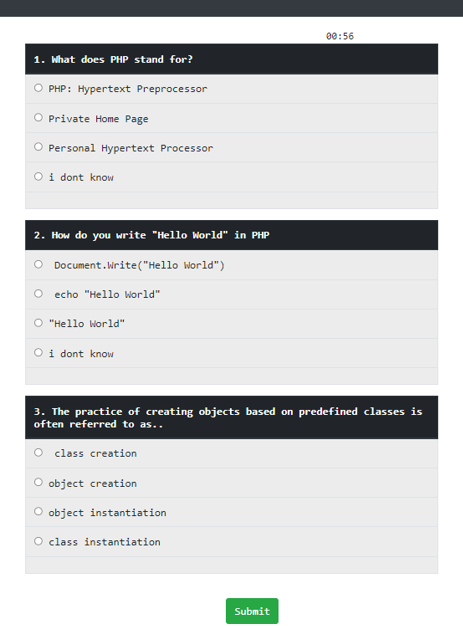 00:56
1. What does PHP stand for?
PHP: Hypertext Preprocessor
Private Home Page
Personal Hypertext Processor
i dont know
2. How do you write "Hello World" in PHP
Document.Write("Hello World")
echo "Hello World"
"Hello World"
i dont know
3. The practice of creating objects based on predefined classes is
often referred to as..
class creation
object creation
object instantiation
class instantiation
Submit